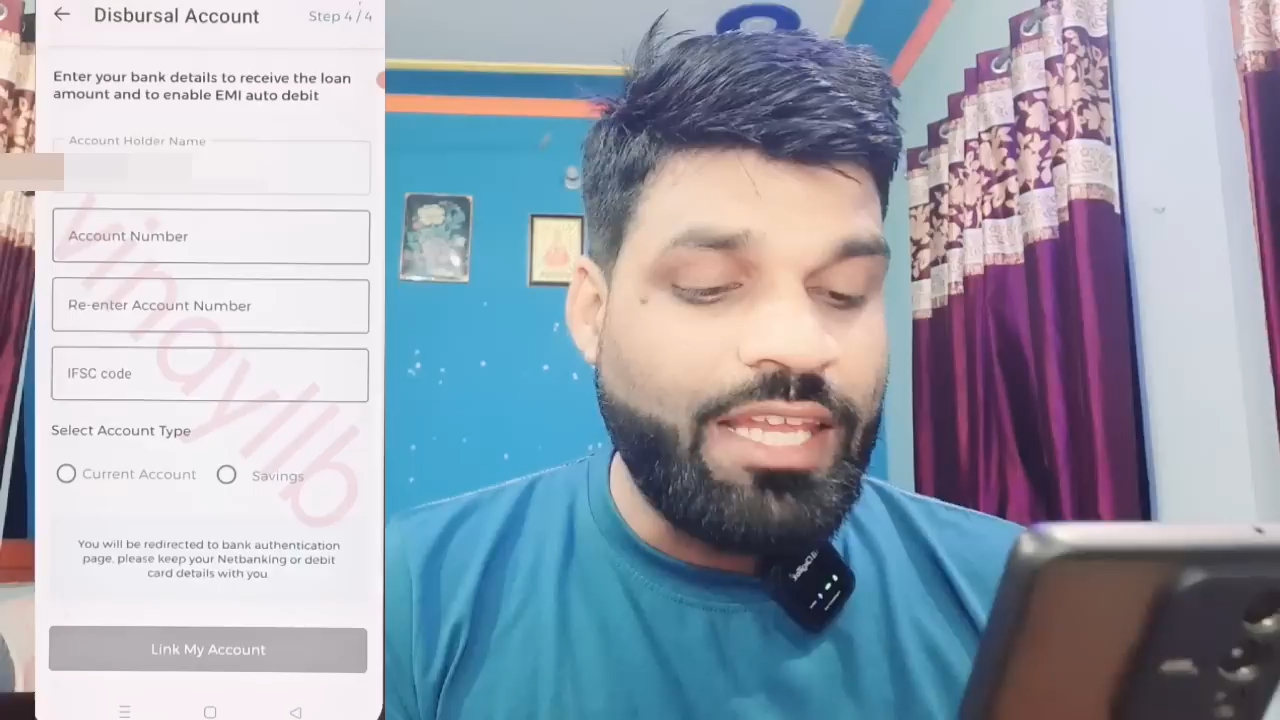 Disbursal Account
Step 4/4
Enter your bank details to receive the loan
amount and to enable EMI auto debit
Account Holder Name
Account Number
Re-enter Account Number
IFSC code
Select Account Type
Current Account
Savings
You will be redirected to bank authentication
page, please keep your Netbanking or debit
card details with you
Link My Account
vinayllb